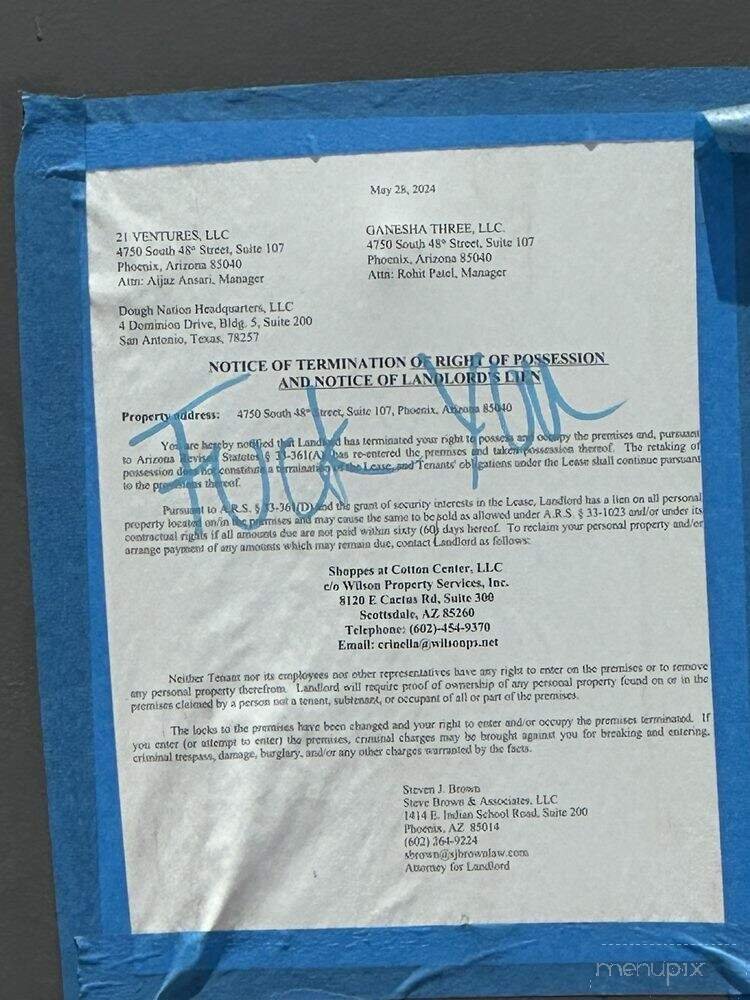 May 28, 2024
21 VENTURES, LLC
4750 South 48th Street, Suite 107
Phoenix, Arizona 85040
Attn: Aijaz Ansari, Manager
GANESHA THREE, LLC.
4750 South 48th Street, Suite 107
Phoenix, Arizona 85040
Attn: Rohit Patel, Manager
Dough Nation Headquarters, LLC
4 Dominion Drive, Bldg. 5, Suite 200
San Antonio, Texas, 78257
NOTICE OF TERMINATION OF RIGHT OF POSSESSION
AND NOTICE OF LANDLORD'S LIEN
Fuck You
Property address: 4750 South 48th Street, Suite 107, Phoenix, Arizona 85040
You are hereby notified the Landlord has terminated your right to possess and occupy the premises and, pursuant
to Arizona Revised Statutes § 33-361(A) has re-entered the premises and taken possession thereof. The retaking of
possession does not constitute a termination of the Lease, and Tenants' obligations under the Lease shall continue pursuant
to the provisions thereof.
Pursuant to A.R.S. § 33-361(D) and the grant of security interests in the Lease, Landlord has a lien on all personal
property located on/in the premises and may cause the same to be sold as allowed under A.R.S. § 33-1023 and/or under its
contractual rights if all amounts due are not paid within sixty (60) days hereof. To reclaim your personal property and/or
arrange payment of any amounts which may remain due, contact Landlord as follows:
Shoppes at Cotton Center, LLC
c/o Wilson Property Services, Inc.
8120 E Cactus Rd, Suite 300
Scottsdale, AZ 85260
Telephone: (602)-454-9370
Email: crinella@wilsonps.net
Neither Tenant nor its employees nor other representatives have any right to enter on the premises or to remove
any personal property therefrom. Landlord will require proof of ownership of any personal property found on or in the
premises claimed by a person not a tenant, subtenant, or occupant of all or part of the premises.
The locks to the premises have been changed and your right to enter and/or occupy the premises terminated. If
you enter (or attempt to enter) the premises, criminal charges may be brought against you for breaking and entering,
criminal trespass, damage, burglary, and/or any other charges warranted by the facts.
Steven J. Brown
Steve Brown & Associates, LLC
1414 E. Indian School Road, Suite 200
Phoenix, AZ 85014
(602) 264-9224
sbrown@sjbrownlaw.com
Attorney for Landlord
menupix